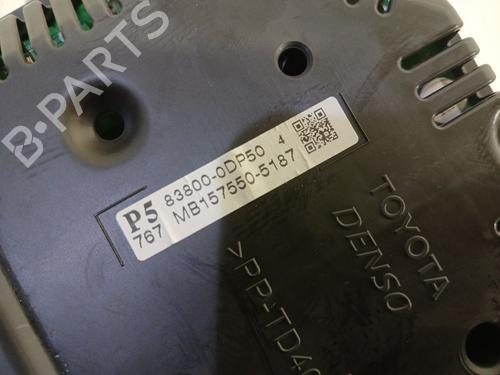 B-PARTS
P5 83800-0DP50 4
767 MB157550-5187
TOYOTA
DENSO
>PP-TD40